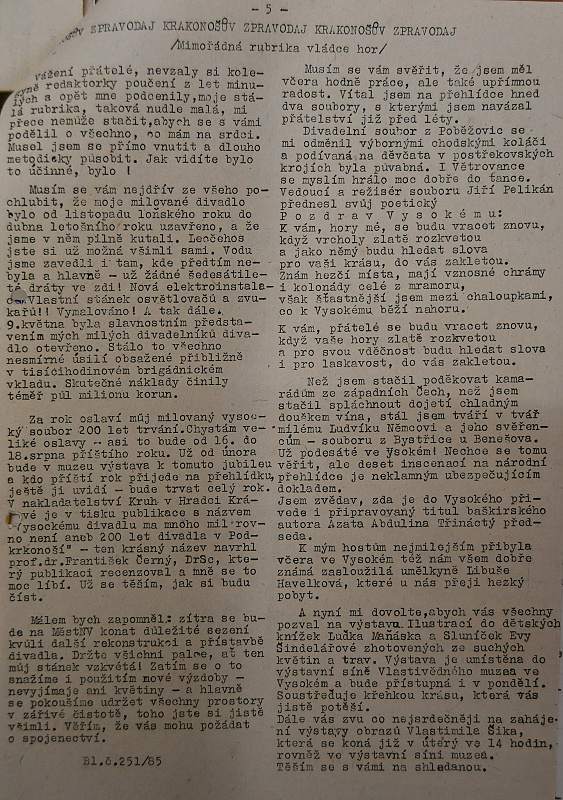 - 5 -
ZPRAVODAJ KRAKONOŠŮV ZPRAVODAJ KRAKONOŠŮV ZPRAVODAJ
/Mimořádná rubrika vládce hor/
Vážení přátelé, nevzaly si kole-
gyně redaktorky poučení z let minu-
lých a opět mne podcenily, moje stá-
lá rubrika, taková nudle malá, mi
přece nemůže stačit,abych se s vámi
podělil o všechno, co mám na srdci.
Musel jsem se přímo vnutit a dlouho
metodicky působit. Jak vidíte bylo
to účinné, bylo !
Musím se vám nejdřív ze všeho po-
chlubit, že moje milované divadlo
bylo od listopadu loňského roku do
dubna letošního roku uzavřeno, a že
jsme v něm pilně kutali. Lecčehos
jste si už možná všimli sami. Vodu
jsme zavedli i tam, kde předtím ne-
byla a hlavně - už žádné šedesátile-
té dráty ve zdi! Nová elektroinstala-
ce.Vlastní stánek osvětlovačů a zvu-
kařů!! Vymalováno! A tak dále.
9.května byla slavnostním předsta-
vením mých milých divadelníků diva-
dlo otevřeno. Stálo to všechno
nesmírné úsilí obsažené přibližně
v tisícihodinovém brigádnickém
vkladu. Skutečné náklady činily
téměř půl milionu korun.
Za rok oslaví můj milovaný vysoc-
ký soubor 200 let trvání.Chystám ve-
liké oslavy - asi to bude od 16. do
18.srpna příštího roku. Už od února
bude v muzeu výstava k tomuto jubileu
a kdo příští rok přijede na přehlídku,
ještě ji uvidí - bude trvat celý rok.
V nakladatelství Kruh v Hradci Krá-
lové je v tisku publikace s názvem
"Vysockému divadlu ma mnohého mil-rov-
no není aneb 200 let divadla v Pod-
krkonoší" - ten krásný název navrhl
prof.dr.František Černý, DrSc, kte-
rý publikaci recenzoval a mně se to
moc líbí. Už se těším, jak si budu
číst.
Málem bych zapomněl: zítra se bu-
de na MěstNV konat důležité sezení
kvůli další rekonstrukci a přístavbě
divadla. Držte všichni palce, ať ten
můj stánek vzkvétá! Zatím se o to
snažíme i použitím nové výzdoby -
nevyjímaje ani květiny - a hlavně
se pokoušíme udržet všechny prostory
v zářivé čistotě, toho jste si jistě
všimli. Věřím, že vás mohu požádat
o spojenectví.
Bl.č.251/85
Musím se vám svěřit, že jsem měl
včera hodně práce, ale také upřímnou
radost. Vítal jsem na přehlídce hned
dva soubory, s kterými jsem navázal
přátelství již před léty.
Divadelní soubor z Poběžovic se
mi odměnil výbornými chodskými koláči
a podívaná na děvčata v postřekovských
krojích byla půvabná. I Větrovance
se myslím hrálo moc dobře do tance.
Vedoucí a režisér souboru Jiří Pelikán
přednesl svůj poetický
P o z d r a v V y s o k é m u :
K vám, hory mé, se budu vracet znovu,
když vrcholy zlatě rozkvetou
a jako němý budu hledat slova
pro vaši krásu, do vás zakletou.
Znám hezčí místa, mají vznosné chrámy
i kolonády celé z mramoru,
však šťastnější jsem mezi chaloupkami,
co k Vysokému běží nahoru.
K vám, přátelé se budu vracet znovu,
když vaše hory zlatě rozkvetou
a pro svou vděčnost budu hledat slova
i pro laskavost, do vás zakletou.
Než jsem stačil poděkovat kama-
rádům ze západních Čech, než jsem
stačil spláchnout dojetí chladným
douškem vína, stál jsem tváří v tvář
milému Ludvíku Němcovi a jeho svěřen-
cům - souboru z Bystřice u Benešova.
Už podesáté ve Vysokém! Nechce se tomu
věřit, ale deset inscenací na národní
přehlídce je neklamným ubezpečujícím
dokladem.
Jsem zvědav, zda je do Vysokého při-
vede i připravovaný titul baškirského
autora Azata Abdulina Třináctý před-
seda.
K mým hostům nejmilejším přibyla
včera ve Vysokém též nám všem dobře
známá zasloužilá umělkyně Libuše
Havelková, které u nás přeji hezký
pobyt.
A nyní mi dovolte,abych vás všechny
pozval na výstavu. Ilustrací do dětských
knížek Luďka Maňáska a Sluníček Evy
Šindelářové zhotovených ze suchých
květin a trav. Výstava je umístěna do
výstavní síně Vlastivědného muzea ve
Vysokém a bude přístupná i v pondělí.
Soustřeďuje křehkou krásu, která vás
jistě potěší.
Dále vás zvu co nejsrdečněji na zaháje-
ní výstavy obrazů Vlastimila Šika,
která se koná již v úterý ve 14 hodin,
rovněž ve výstavní síni muzea.
Těším se s vámi na shledanou.